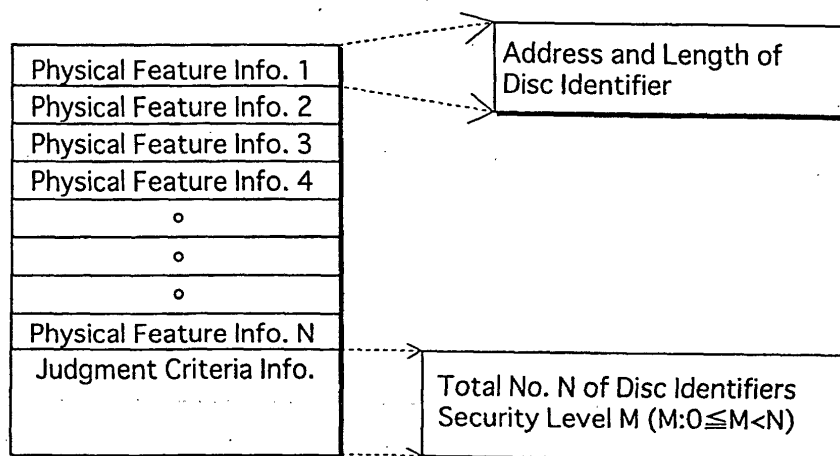 Physical Feature Info. 1
Physical Feature Info. 2
Physical Feature Info. 3
Physical Feature Info. 4
Physical Feature Info. N
Judgment Criteria Info.
Address and Length of
Disc Identifier
Total No. N of Disc Identifiers
Security Level M (M:0≦M<N)